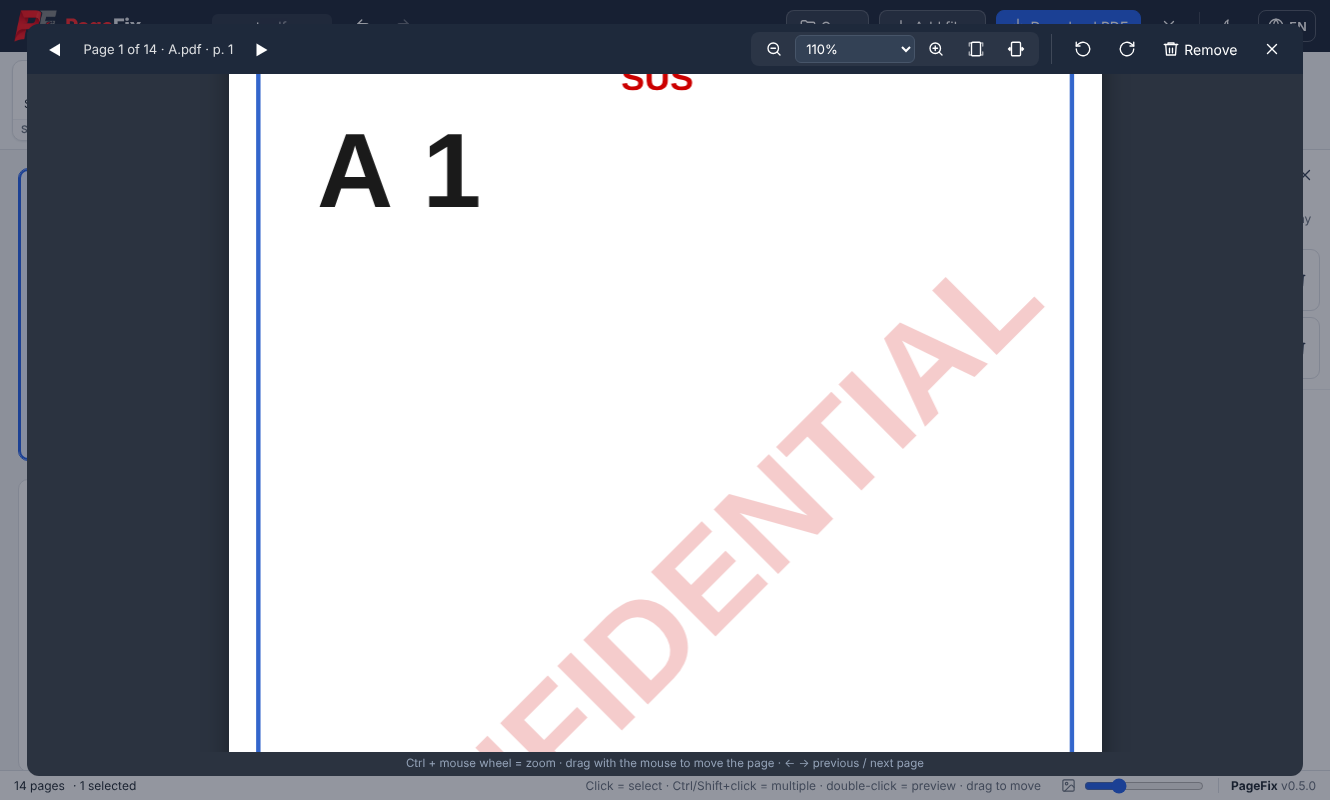 Page 1 of 14 · A.pdf · p. 1
110%
Remove
SUS
A 1
FIDENTIAL
Ctrl + mouse wheel = zoom · drag with the mouse to move the page · ← → previous / next page
14 pages · 1 selected
Click = select · Ctrl/Shift+click = multiple · double-click = preview · drag to move
PageFix v0.5.0